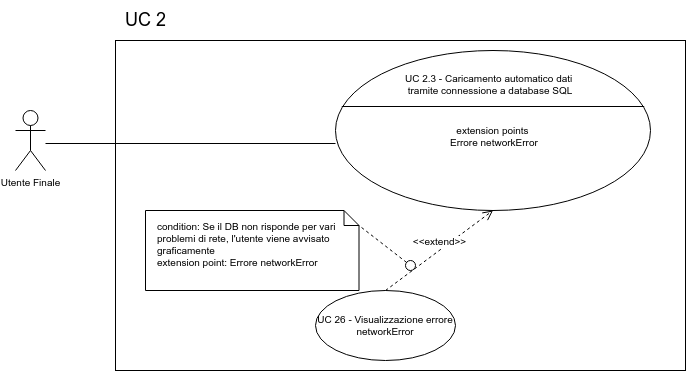 UC 2
UC 2.3 - Caricamento automatico dati
tramite connessione a database SQL
extension points
Errore networkError
Utente Finale
condition: Se il DB non risponde per vari
problemi di rete, l'utente viene avvisato
graficamente
extension point: Errore networkError
<<extend>>
UC 26 - Visualizzazione errore
networkError